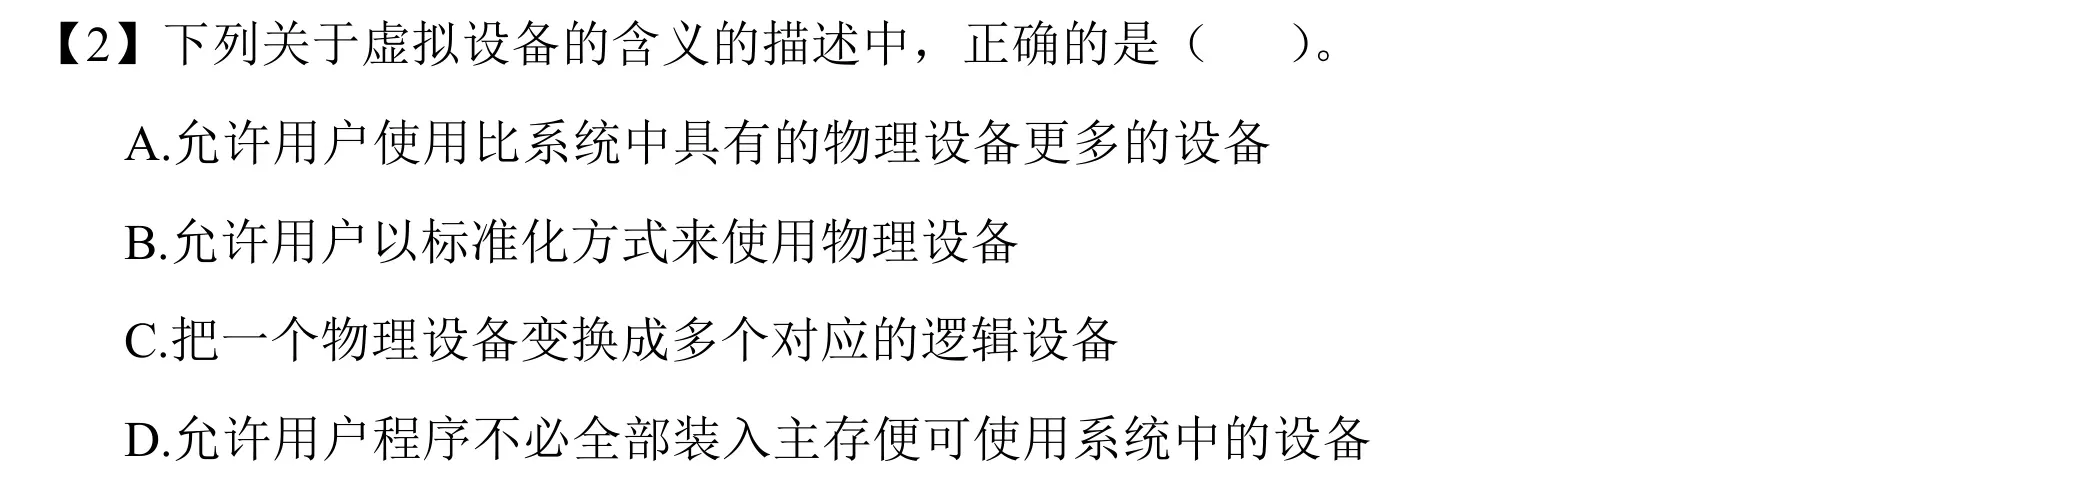 【2】下列关于虚拟设备的含义的描述中，正确的是（　　）。
A.允许用户使用比系统中具有的物理设备更多的设备
B.允许用户以标准化方式来使用物理设备
C.把一个物理设备变换成多个对应的逻辑设备
D.允许用户程序不必全部装入主存便可使用系统中的设备